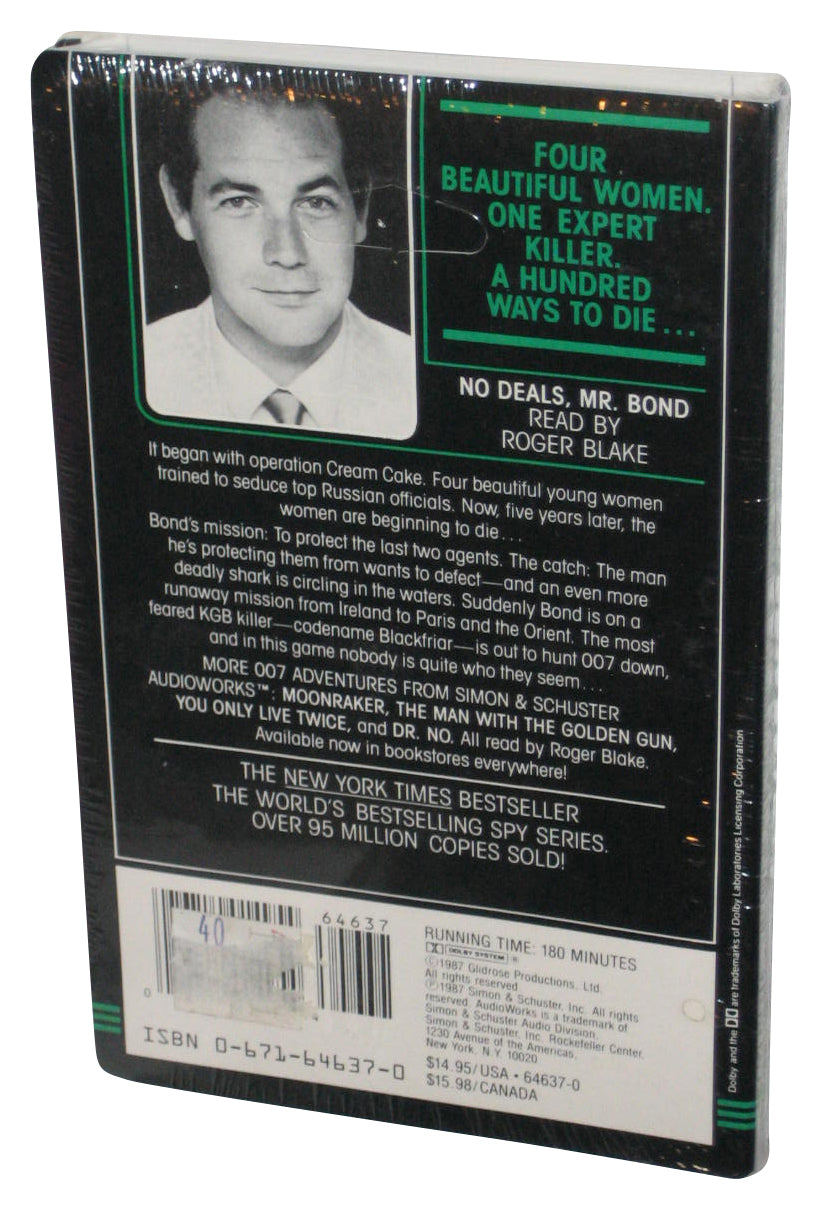 FOUR
BEAUTIFUL WOMEN.
ONE EXPERT
KILLER.
A HUNDRED
WAYS TO DIE...
NO DEALS, MR. BOND
READ BY
ROGER BLAKE
It began with operation Cream Cake. Four beautiful young women
trained to seduce top Russian officials. Now, five years later, the
women are beginning to die...
Bond's mission: To protect the last two agents. The catch: The man
he's protecting them from wants to defect—and an even more
deadly shark is circling in the waters. Suddenly Bond is on a
runaway mission from Ireland to Paris and the Orient. The most
feared KGB killer—codename Blackfriar—is out to hunt 007 down,
and in this game nobody is quite who they seem...
MORE 007 ADVENTURES FROM SIMON & SCHUSTER
AUDIOWORKS™: MOONRAKER, THE MAN WITH THE GOLDEN GUN,
YOU ONLY LIVE TWICE, and DR. NO. All read by Roger Blake.
Available now in bookstores everywhere!
THE NEW YORK TIMES BESTSELLER
THE WORLD'S BESTSELLING SPY SERIES.
OVER 95 MILLION COPIES SOLD!
40
64637
0
4
ISBN 0-671-64637-0
RUNNING TIME: 180 MINUTES
DOLBY SYSTEM ®
©1987 Glidrose Productions, Ltd.
All rights reserved
℗1987 Simon & Schuster, Inc. All rights
reserved. AudioWorks is a trademark of
Simon & Schuster Audio Division,
Simon & Schuster, Inc. Rockefeller Center,
1230 Avenue of the Americas,
New York, N.Y. 10020
$14.95/USA • 64637-0
$15.98/CANADA
Dolby and the DD are trademarks of Dolby Laboratories Licensing Corporation